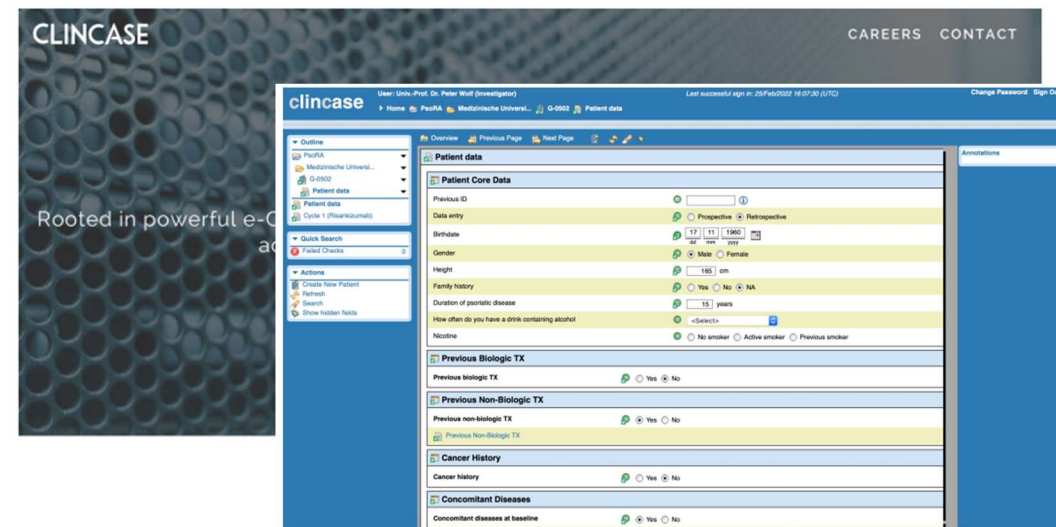 CLINCASE
CAREERS CONTACT
Rooted in powerful e-C
ac
clincase
User: Univ.-Prof. Dr. Peter Wolf (Investigator)
Last successful sign in: 25/Feb/2022 16:07:30 (UTC)
Change Password Sign Ou
Home PsoRA Medizinische Universi... G-0502 Patient data
Outline
PsoRA
Medizinische Universi...
G-0502
Patient data
Patient data
Cycle 1 (Risankizumab)
Quick Search
Failed Checks 0
Actions
Create New Patient
Refresh
Search
Show hidden fields
Overview Previous Page Next Page
Patient data
Patient Core Data
Previous ID
Data entry Prospective Retrospective
Birthdate 17 11 1960
dd mm yyyy
Gender Male Female
Height 165 cm
Family history Yes No NA
Duration of psoriatic disease 15 years
How often do you have a drink containing alcohol <Select>
Nicotine No smoker Active smoker Previous smoker
Previous Biologic TX
Previous biologic TX Yes No
Previous Non-Biologic TX
Previous non-biologic TX Yes No
Previous Non-Biologic TX
Cancer History
Cancer history Yes No
Concomitant Diseases
Concomitant diseases at baseline Yes No
Annotations